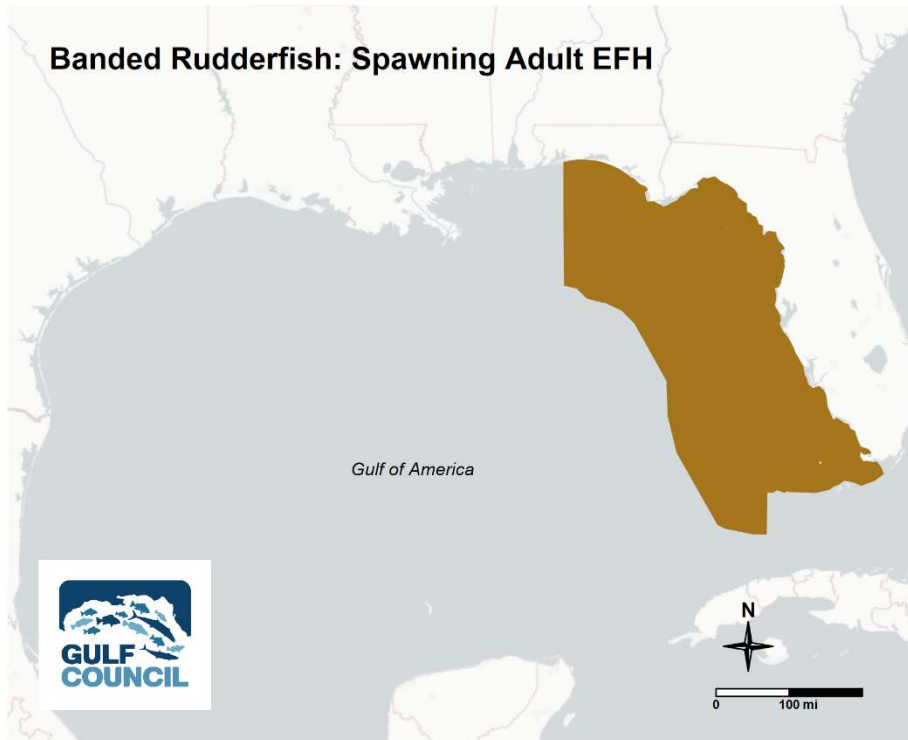 Banded Rudderfish: Spawning Adult EFH
Gulf of America
GULF
COUNCIL
N
0 100 mi